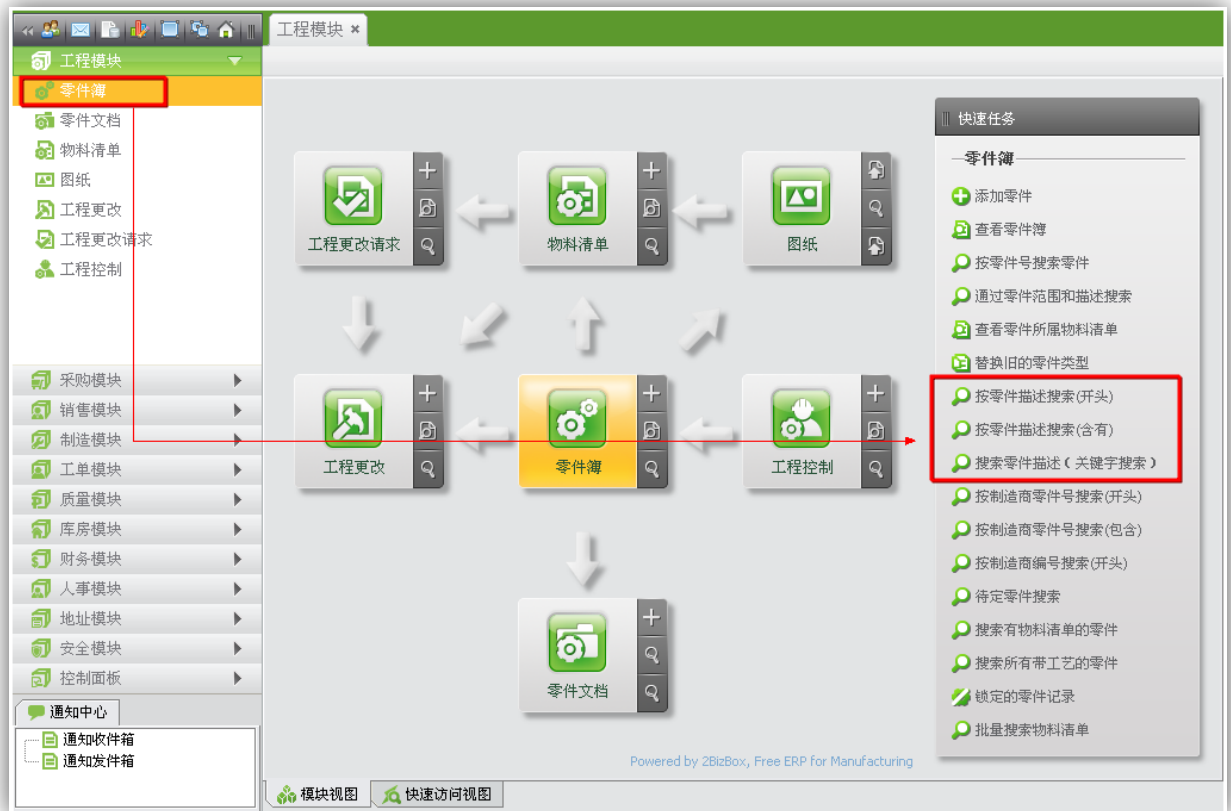 工程模块
工程模块
零件簿
零件文档
物料清单
图纸
工程更改
工程更改请求
工程控制
采购模块
销售模块
制造模块
工单模块
质量模块
库房模块
财务模块
人事模块
地址模块
安全模块
控制面板
通知中心
通知收件箱
通知发件箱
工程更改请求
物料清单
图纸
工程更改
零件簿
工程控制
零件文档
Powered by 2BizBox, Free ERP for Manufacturing
模块视图
快速访问视图
快速任务
零件簿
添加零件
查看零件簿
按零件号搜索零件
通过零件范围和描述搜索
查看零件所属物料清单
替换旧的零件类型
按零件描述搜索(开头)
按零件描述搜索(含有)
搜索零件描述（关键字搜索）
按制造商零件号搜索(开头)
按制造商零件号搜索(包含)
按制造商编号搜索(开头)
待定零件搜索
搜索有物料清单的零件
搜索所有带工艺的零件
锁定的零件记录
批量搜索物料清单